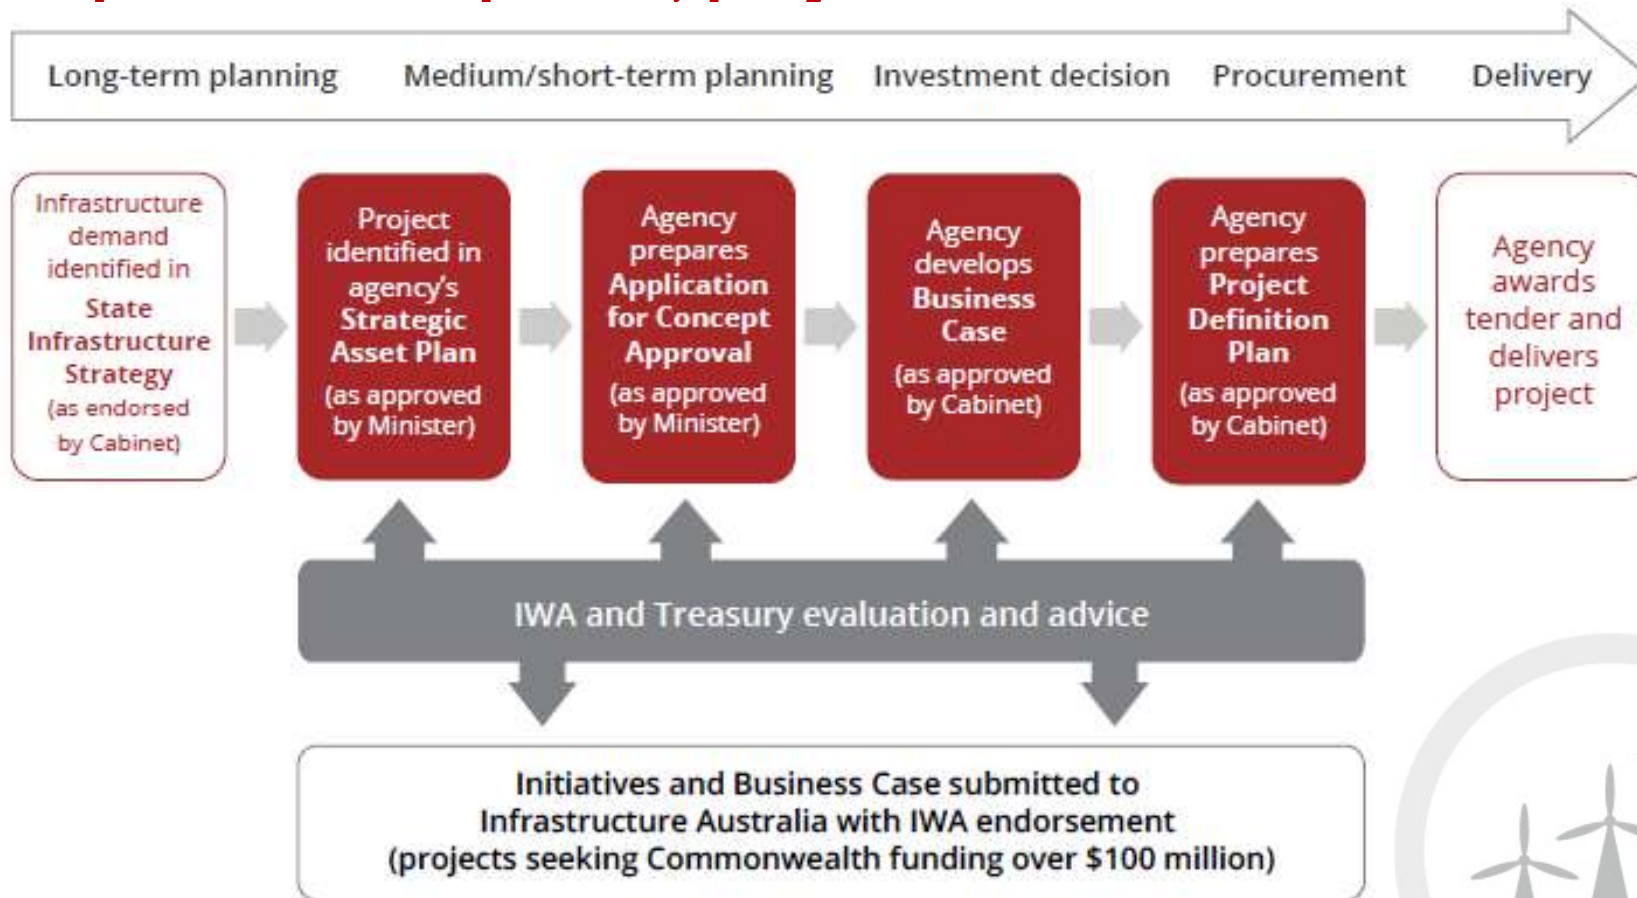 Long-term planning
Medium/short-term planning
Investment decision
Procurement
Delivery
Infrastructure
demand
identified in
State
Infrastructure
Strategy
(as endorsed
by Cabinet)
Project
identified in
agency's
Strategic
Asset Plan
(as approved
by Minister)
Agency
prepares
Application
for Concept
Approval
(as approved
by Minister)
Agency
develops
Business
Case
(as approved
by Cabinet)
Agency
prepares
Project
Definition
Plan
(as approved
by Cabinet)
Agency
awards
tender and
delivers
project
IWA and Treasury evaluation and advice
Initiatives and Business Case submitted to
Infrastructure Australia with IWA endorsement
(projects seeking Commonwealth funding over $100 million)